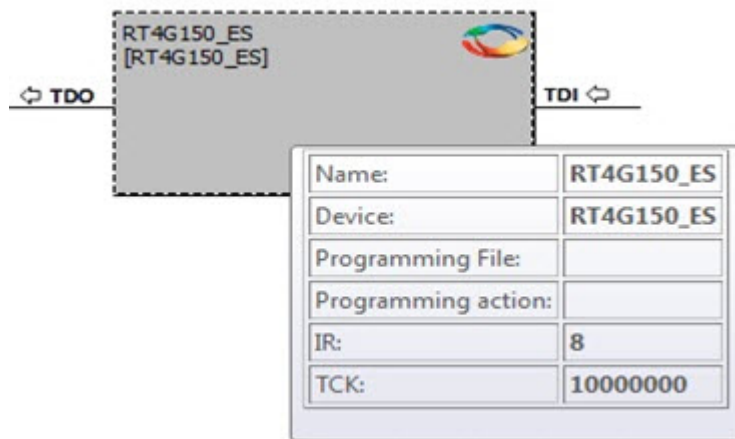 RT4G150_ES
[RT4G150_ES]
TDO
TDI
Name: RT4G150_ES
Device: RT4G150_ES
Programming File:
Programming action:
IR: 8
TCK: 10000000